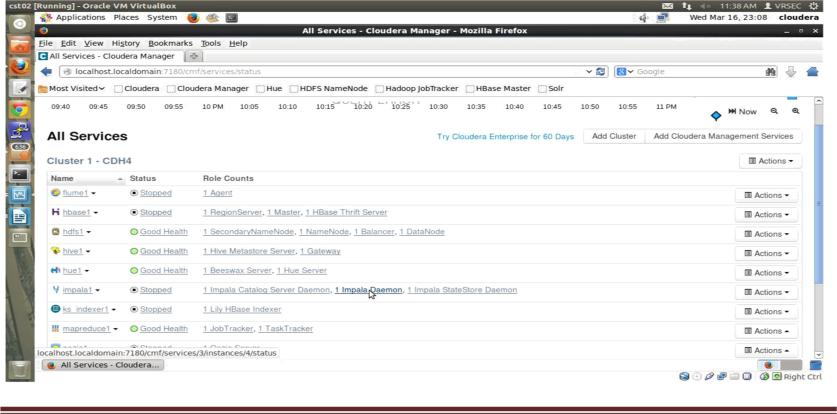 cst02 [Running] - Oracle VM VirtualBox 11:38 AM VRSEC
Applications Places System Wed Mar 16, 23:08 cloudera
All Services - Cloudera Manager - Mozilla Firefox
File Edit View History Bookmarks Tools Help
All Services - Cloudera Manager
localhost.localdomain:7180/cmf/services/status Google
Most Visited Cloudera Cloudera Manager Hue HDFS NameNode Hadoop JobTracker HBase Master Solr
09:40 09:45 09:50 09:55 10 PM 10:05 10:10 10:15 10:20 10:25 10:30 10:35 10:40 10:45 10:50 10:55 11 PM
Now
All Services Try Cloudera Enterprise for 60 Days Add Cluster Add Cloudera Management Services
Cluster 1 - CDH4 Actions
Name Status Role Counts
flume1 Stopped 1 Agent Actions
hbase1 Stopped 1 RegionServer, 1 Master, 1 HBase Thrift Server Actions
hdfs1 Good Health 1 SecondaryNameNode, 1 NameNode, 1 Balancer, 1 DataNode Actions
hive1 Good Health 1 Hive Metastore Server, 1 Gateway Actions
hue1 Good Health 1 Beeswax Server, 1 Hue Server Actions
impala1 Stopped 1 Impala Catalog Server Daemon, 1 Impala Daemon, 1 Impala StateStore Daemon Actions
ks_indexer1 Stopped 1 Lily HBase Indexer Actions
mapreduce1 Good Health 1 JobTracker, 1 TaskTracker Actions
Actions
localhost.localdomain:7180/cmf/services/3/instances/4/status
All Services - Cloudera...
Right Ctrl